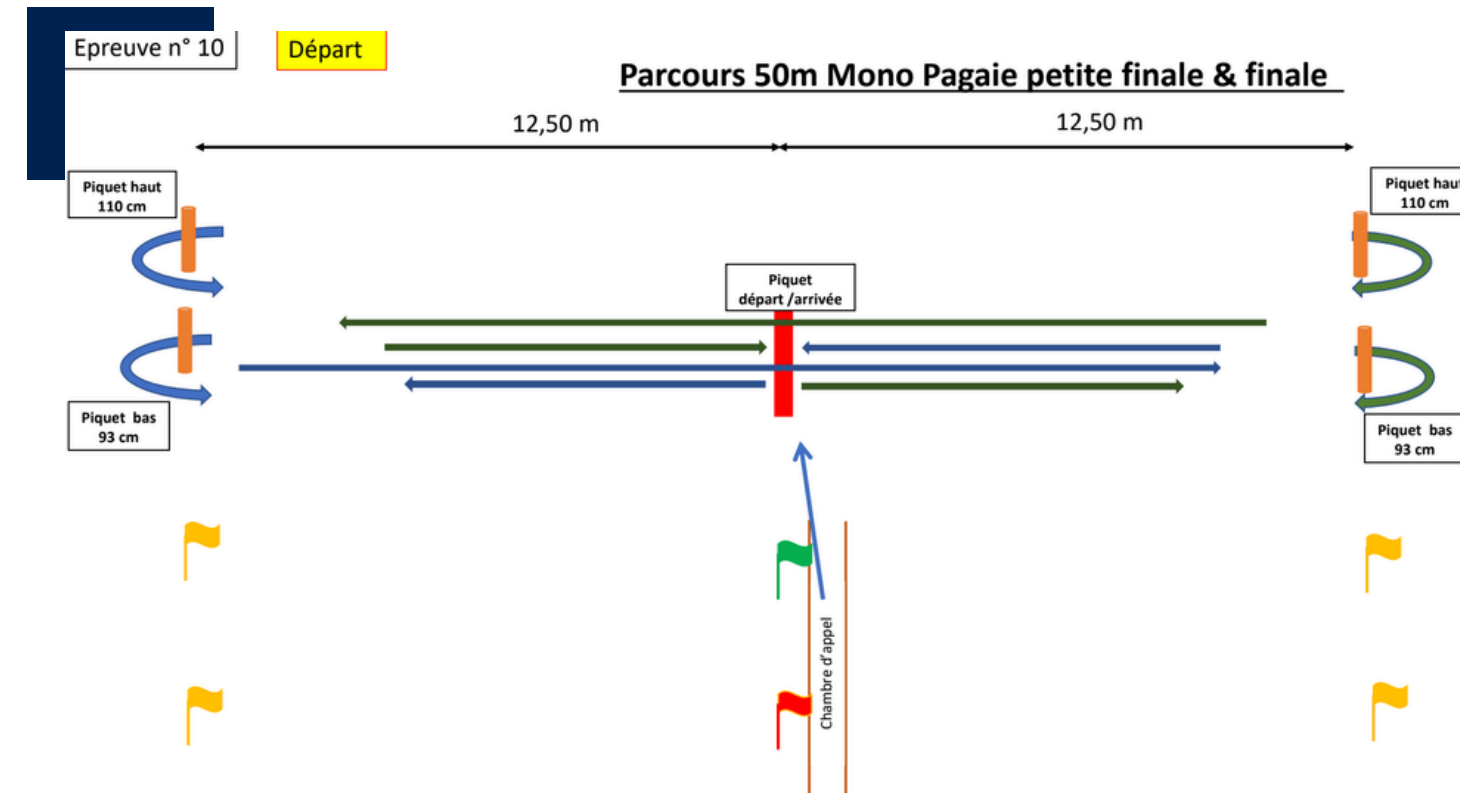 Epreuve n° 10
Départ
Parcours 50m Mono Pagaie petite finale & finale
12,50 m
12,50 m
Piquet haut
110 cm
Piquet haut
110 cm
Piquet
départ /arrivée
Piquet bas
93 cm
Piquet bas
93 cm
Chambre d'appel